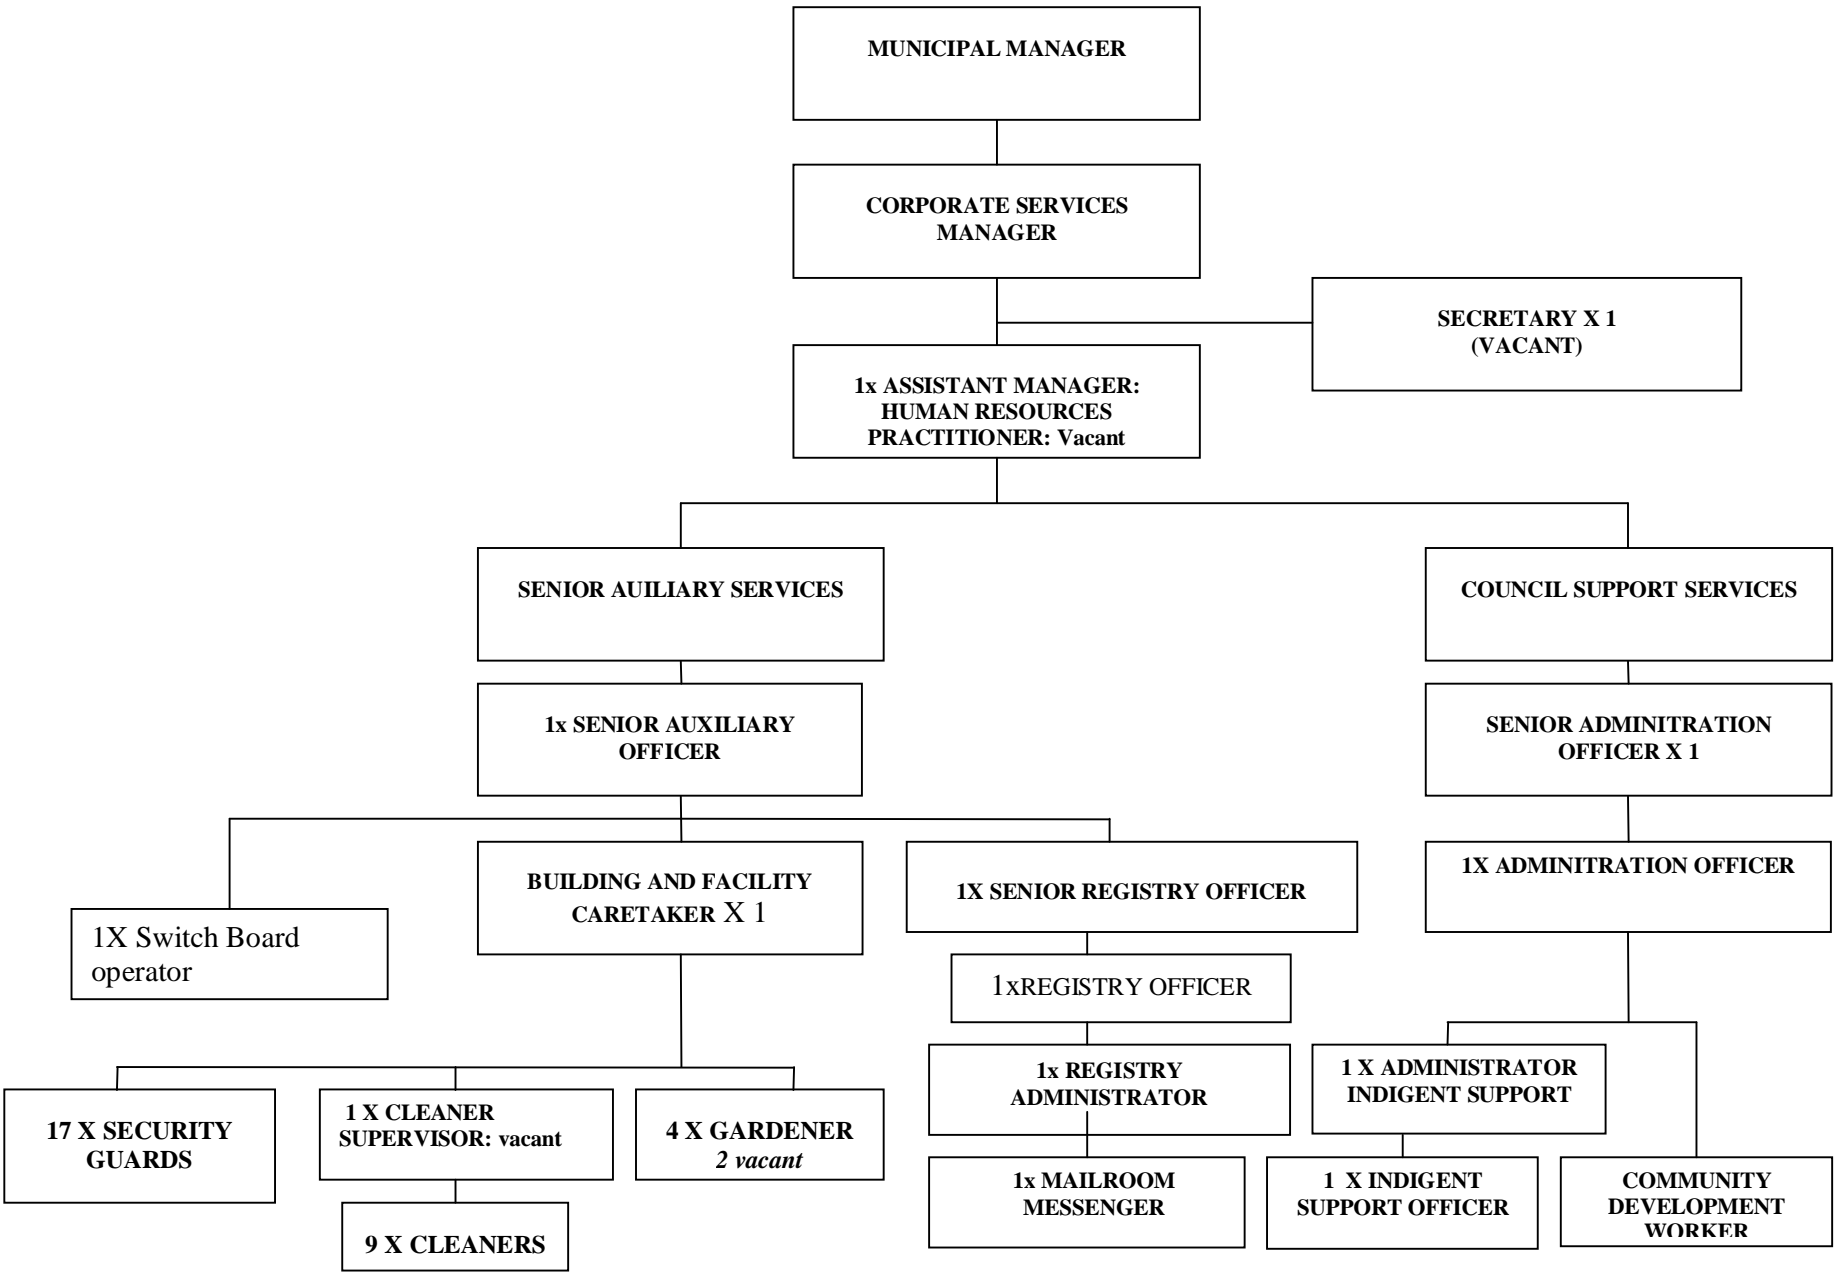 MUNICIPAL MANAGER
CORPORATE SERVICES
MANAGER
SECRETARY X 1
(VACANT)
1x ASSISTANT MANAGER:
HUMAN RESOURCES
PRACTITIONER: Vacant
SENIOR AUILIARY SERVICES
COUNCIL SUPPORT SERVICES
1x SENIOR AUXILIARY
OFFICER
SENIOR ADMINITRATION
OFFICER X 1
BUILDING AND FACILITY
CARETAKER X 1
1X SENIOR REGISTRY OFFICER
1X ADMINITRATION OFFICER
1X Switch Board
operator
1xREGISTRY OFFICER
17 X SECURITY
GUARDS
1 X CLEANER
SUPERVISOR: vacant
4 X GARDENER
2 vacant
1x REGISTRY
ADMINISTRATOR
1 X ADMINISTRATOR
INDIGENT SUPPORT
9 X CLEANERS
1x MAILROOM
MESSENGER
1 X INDIGENT
SUPPORT OFFICER
COMMUNITY
DEVELOPMENT
WORKER